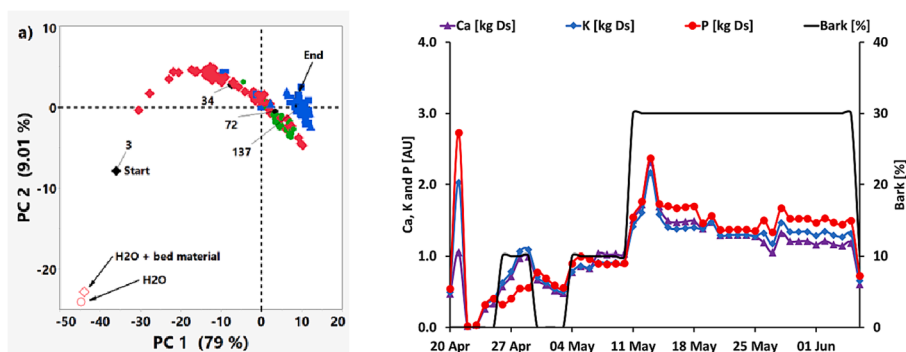 a)
10
0
-10
-20
PC 2 (9.01 %)
End
34
72
137
3
Start
H2O + bed material
H2O
-50 -40 -30 -20 -10 0 10 20
PC 1 (79 %)
Ca [kg Ds] K [kg Ds] P [kg Ds] Bark [%]
4.0
3.0
2.0
1.0
0.0
Ca, K and P [AU]
40
30
20
10
0
Bark [%]
20 Apr 27 Apr 04 May 11 May 18 May 25 May 01 Jun